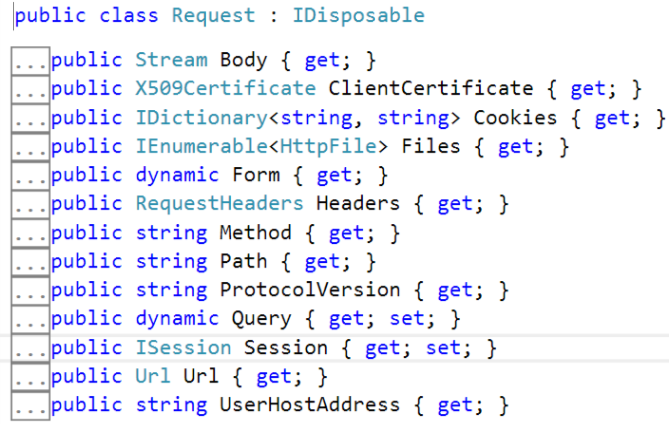 public class Request : IDisposable
...public Stream Body { get; }
...public X509Certificate ClientCertificate { get; }
...public IDictionary<string, string> Cookies { get; }
...public IEnumerable<HttpFile> Files { get; }
...public dynamic Form { get; }
...public RequestHeaders Headers { get; }
...public string Method { get; }
...public string Path { get; }
...public string ProtocolVersion { get; }
...public dynamic Query { get; set; }
...public ISession Session { get; set; }
...public Url Url { get; }
...public string UserHostAddress { get; }